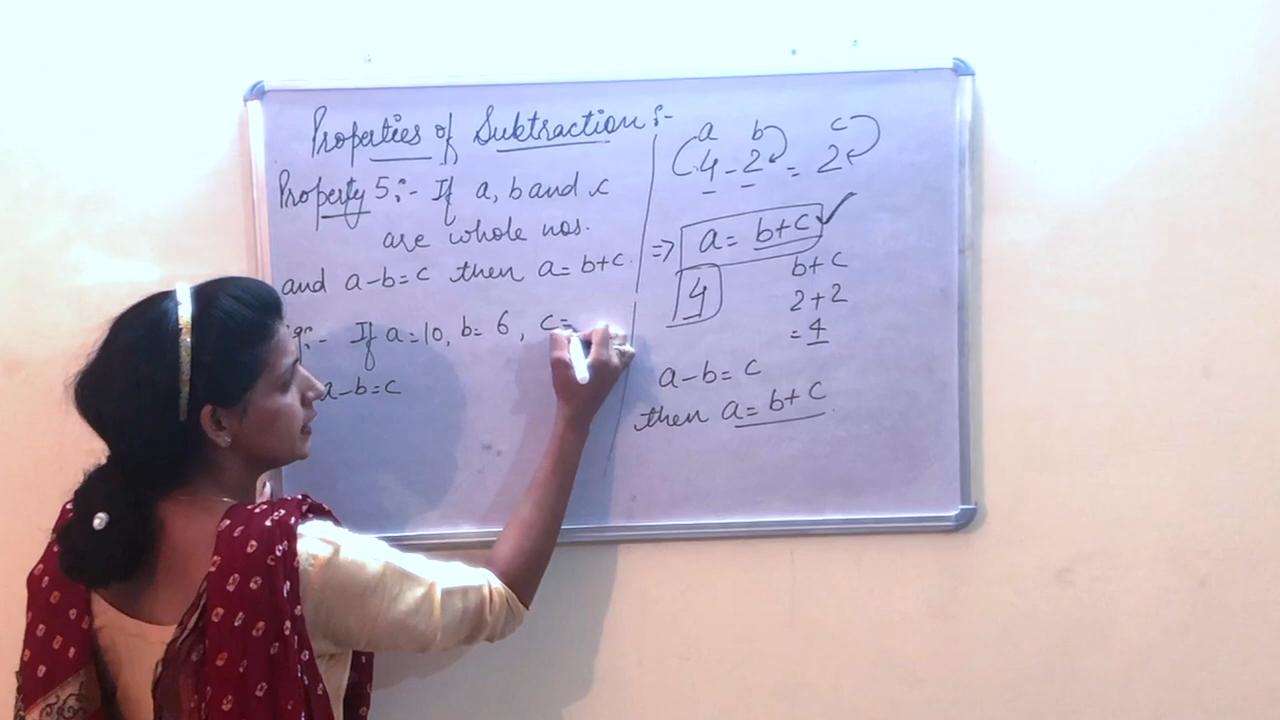 Properties of Subtraction :-
Property 5:- If a, b and c
are whole nos.
and a-b=c then a=b+c.
eg:- If a=10, b= 6, c=
a-b=c
a b c
4 - 2 = 2
=> a= b+c ✓
4
b+c
2+2
=4
a-b= c
then a= b+c.